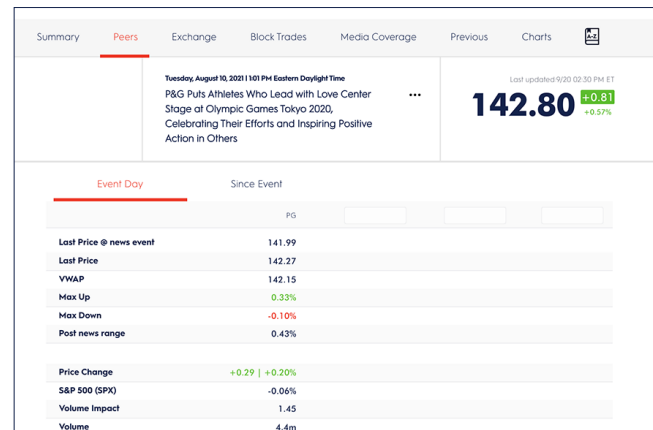 Summary Peers Exchange Block Trades Media Coverage Previous Charts A-Z
Tuesday, August 10, 2021 | 1:01 PM Eastern Daylight Time
P&G Puts Athletes Who Lead with Love Center
Stage at Olympic Games Tokyo 2020,
Celebrating Their Efforts and Inspiring Positive
Action in Others
Last updated 9/20 02:30 PM ET
142.80 +0.81
+0.57%
Event Day Since Event
PG
Last Price @ news event 141.99
Last Price 142.27
VWAP 142.15
Max Up 0.33%
Max Down -0.10%
Post news range 0.43%
Price Change +0.29 | +0.20%
S&P 500 (SPX) -0.06%
Volume Impact 1.45
Volume 4.4m